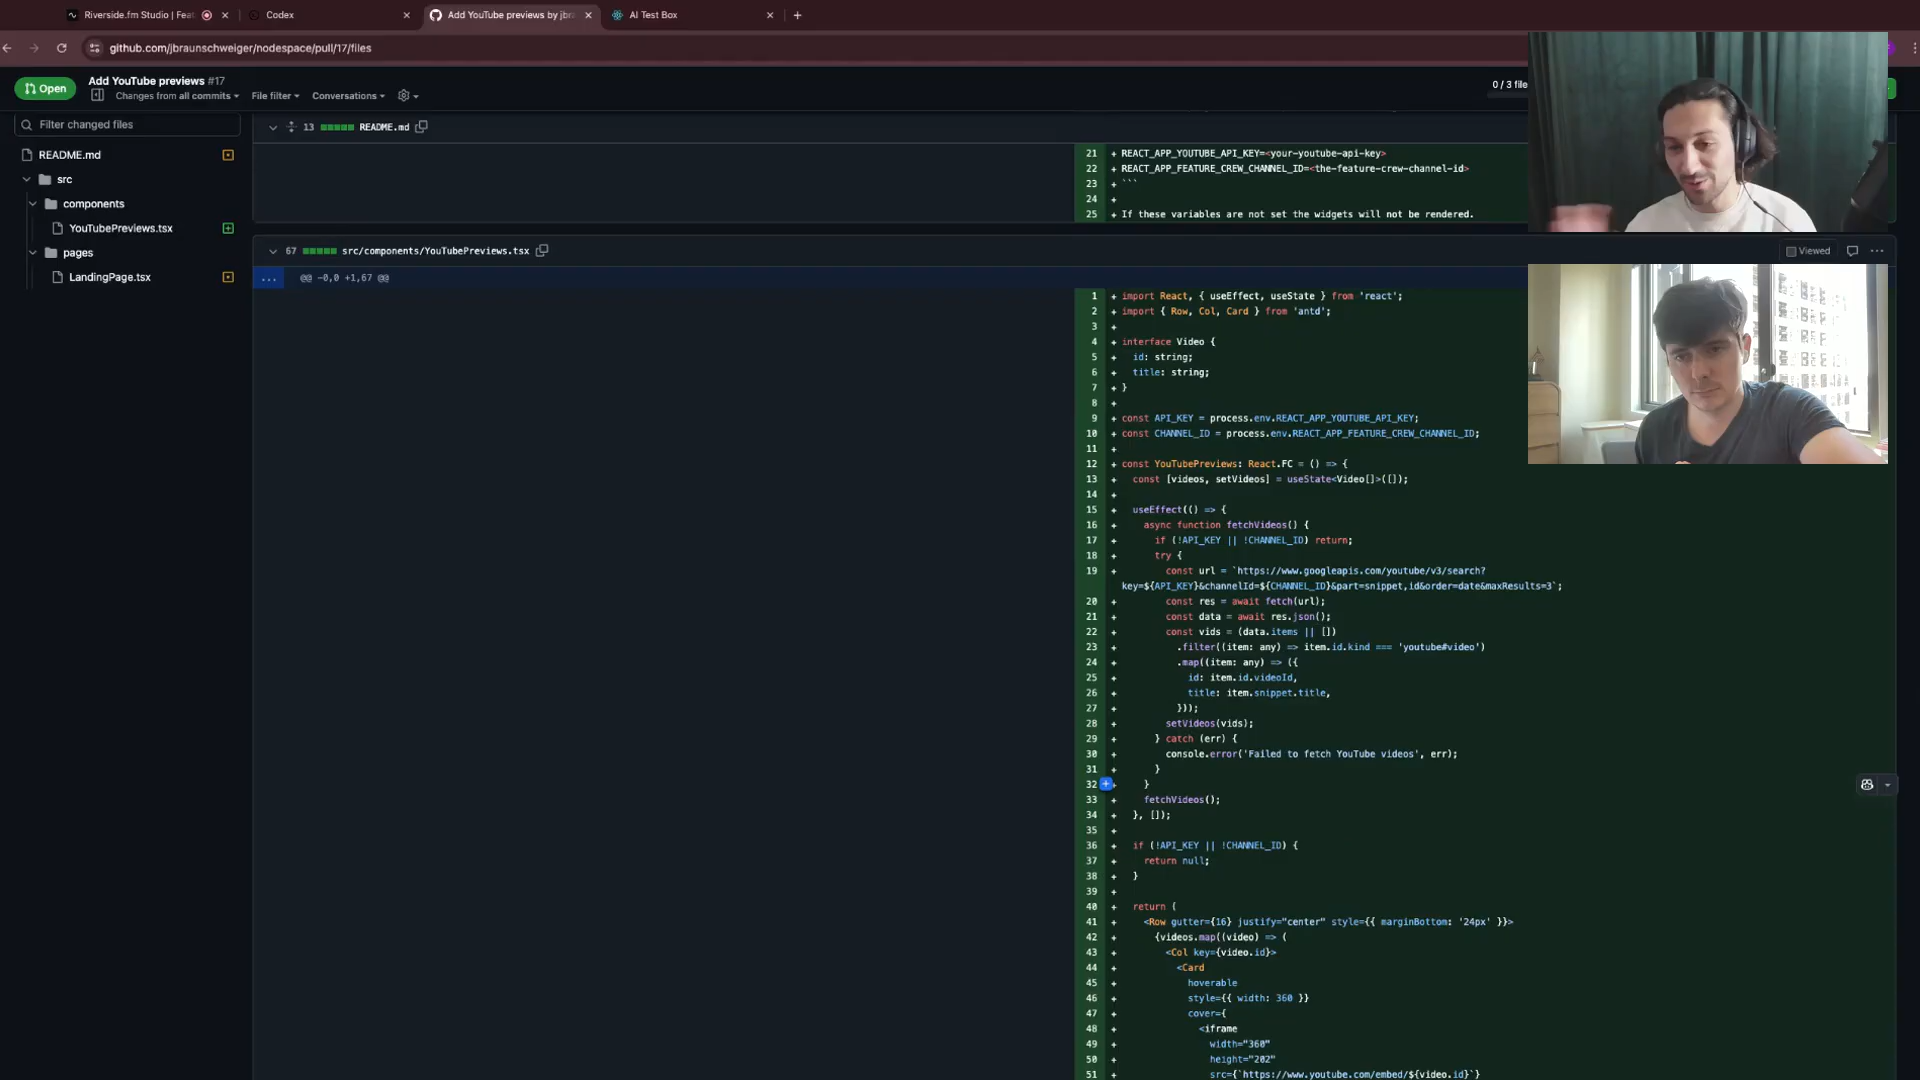 Riverside.fm Studio | Feat
Codex
Add YouTube previews by jbra
AI Test Box
github.com/jbraunschweiger/nodespace/pull/17/files
Open
Add YouTube previews #17
Changes from all commits
File filter
Conversations
0 / 3 file
Filter changed files
README.md
src
components
YouTubePreviews.tsx
pages
LandingPage.tsx
13 README.md
21 + REACT_APP_YOUTUBE_API_KEY=<your-youtube-api-key>
22 + REACT_APP_FEATURE_CREW_CHANNEL_ID=<the-feature-crew-channel-id>
23 + ```
24 +
25 + If these variables are not set the widgets will not be rendered.
67 src/components/YouTubePreviews.tsx
Viewed
... @@ -0,0 +1,67 @@
1 + import React, { useEffect, useState } from 'react';
2 + import { Row, Col, Card } from 'antd';
3 +
4 + interface Video {
5 + id: string;
6 + title: string;
7 + }
8 +
9 + const API_KEY = process.env.REACT_APP_YOUTUBE_API_KEY;
10 + const CHANNEL_ID = process.env.REACT_APP_FEATURE_CREW_CHANNEL_ID;
11 +
12 + const YouTubePreviews: React.FC = () => {
13 + const [videos, setVideos] = useState<Video[]>([]);
14 +
15 + useEffect(() => {
16 + async function fetchVideos() {
17 + if (!API_KEY || !CHANNEL_ID) return;
18 + try {
19 + const url = `https://www.googleapis.com/youtube/v3/search?
key=${API_KEY}&channelId=${CHANNEL_ID}&part=snippet,id&order=date&maxResults=3`;
20 + const res = await fetch(url);
21 + const data = await res.json();
22 + const vids = (data.items || [])
23 + .filter((item: any) => item.id.kind === 'youtube#video')
24 + .map((item: any) => ({
25 + id: item.id.videoId,
26 + title: item.snippet.title,
27 + }));
28 + setVideos(vids);
29 + } catch (err) {
30 + console.error('Failed to fetch YouTube videos', err);
31 + }
32 + }
33 + fetchVideos();
34 + }, []);
35 +
36 + if (!API_KEY || !CHANNEL_ID) {
37 + return null;
38 + }
39 +
40 + return (
41 + <Row gutter={16} justify="center" style={{ marginBottom: '24px' }}>
42 + {videos.map((video) => (
43 + <Col key={video.id}>
44 + <Card
45 + hoverable
46 + style={{ width: 360 }}
47 + cover={
48 + <iframe
49 + width="360"
50 + height="202"
51 + src={`https://www.youtube.com/embed/${video.id}`}